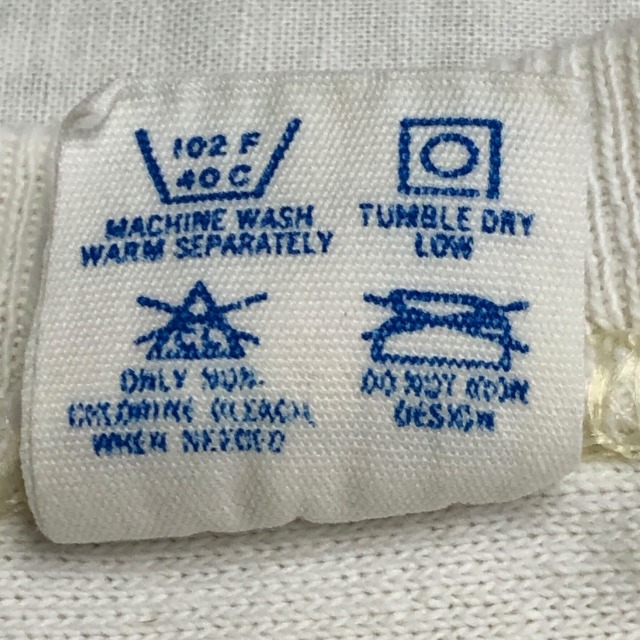 102 F
40 C
MACHINE WASH
WARM SEPARATELY
TUMBLE DRY
LOW
ONLY NON-
CHLORINE BLEACH
WHEN NEEDED
DO NOT IRON
DESIGN